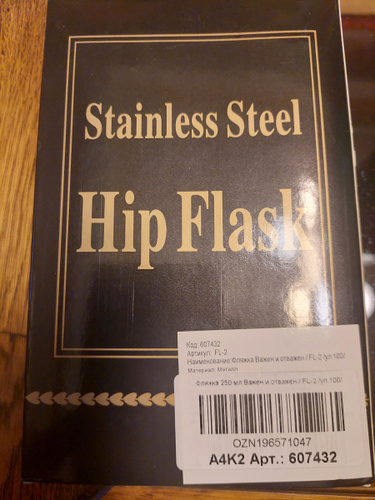 Stainless Steel
Hip Flask
Код: 607432
Артикул: FL-2
Наименование:Фляжка Важен и отважен / FL-2 /уп 100/
Материал: Металл
Фляжка 250 мл Важен и отважен / FL-2 /уп 100/
OZN196571047
А4К2 Арт.: 607432